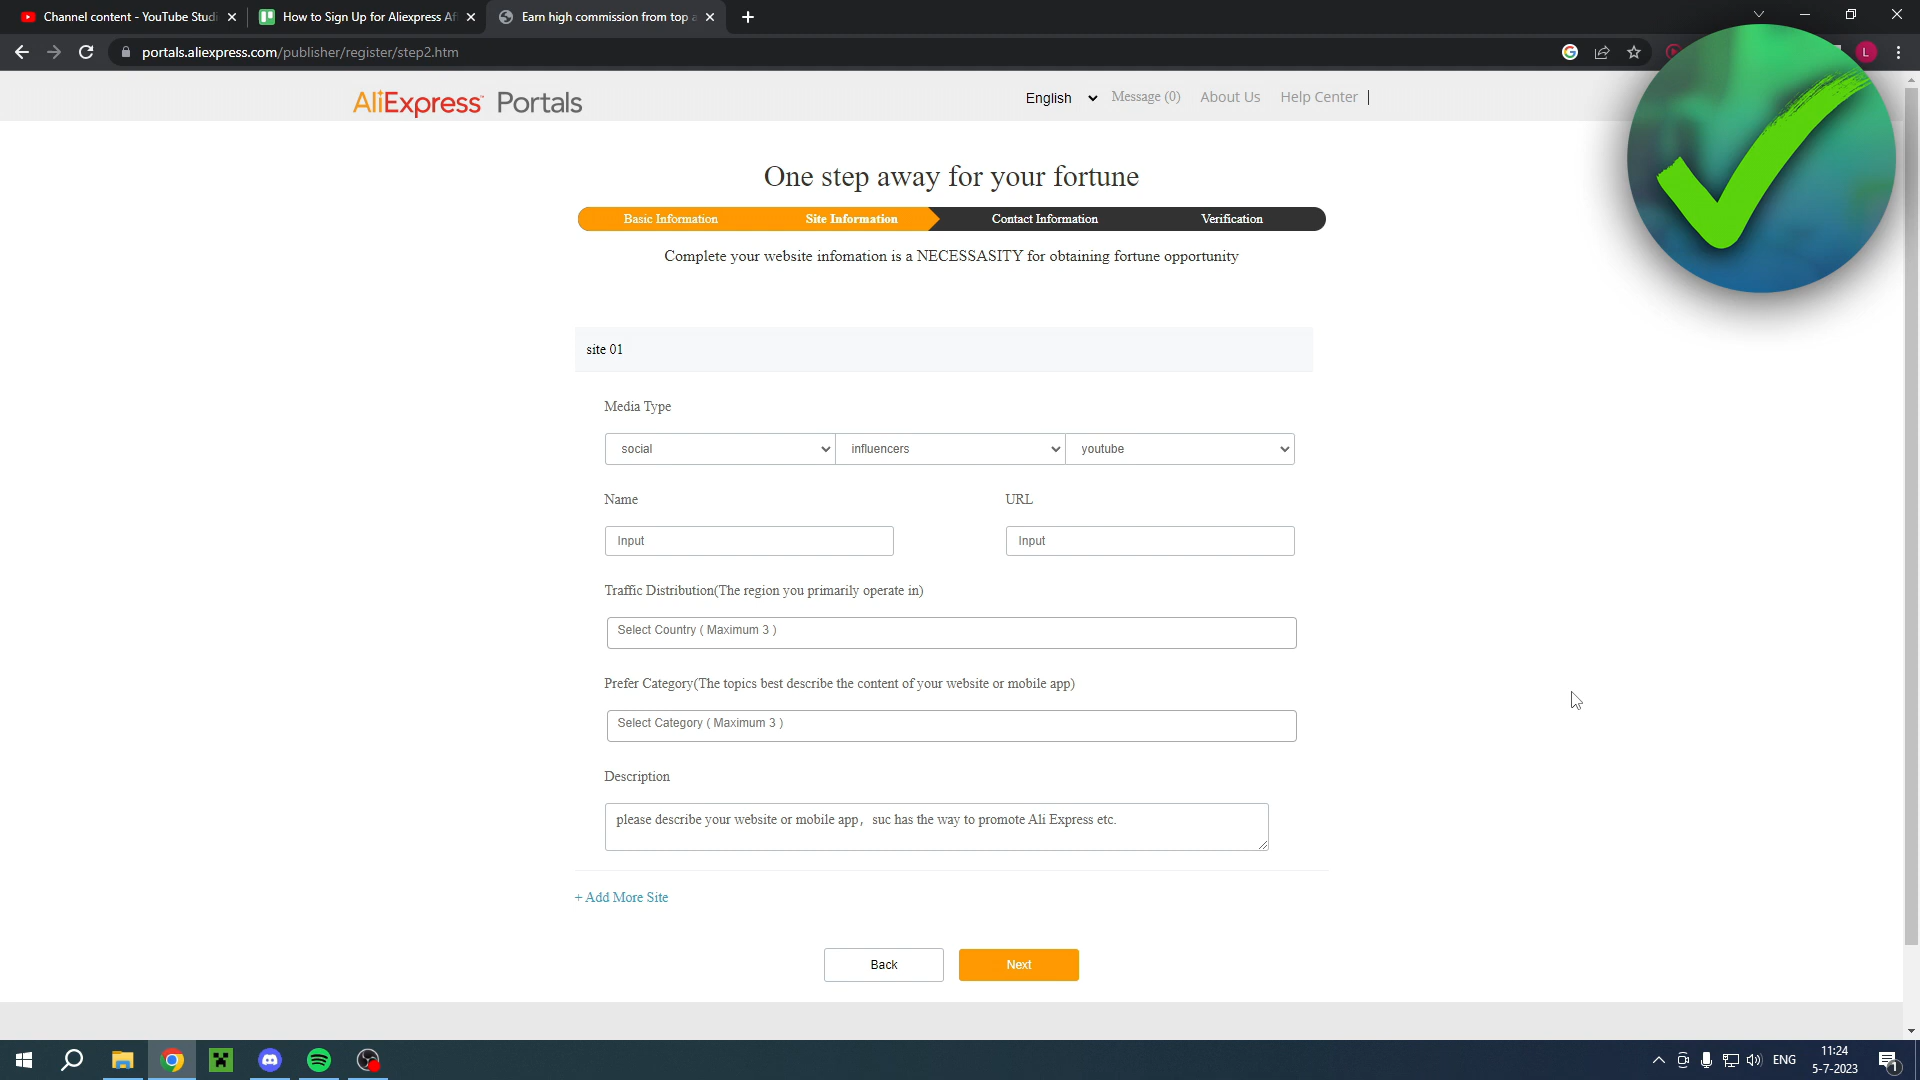 Channel content - YouTube Studi
How to Sign Up for Aliexpress Aff
Earn high commission from top a
portals.aliexpress.com/publisher/register/step2.htm
L
AliExpress Portals
English
Message (0)
About Us
Help Center
One step away for your fortune
Basic Information
Site Information
Contact Information
Verification
Complete your website infomation is a NECESSASITY for obtaining fortune opportunity
site 01
Media Type
social
influencers
youtube
Name
URL
Input
Input
Traffic Distribution(The region you primarily operate in)
Select Country ( Maximum 3 )
Prefer Category(The topics best describe the content of your website or mobile app)
Select Category ( Maximum 3 )
Description
please describe your website or mobile app，suc has the way to promote Ali Express etc.
+ Add More Site
Back
Next
ENG
11:24
5-7-2023
1